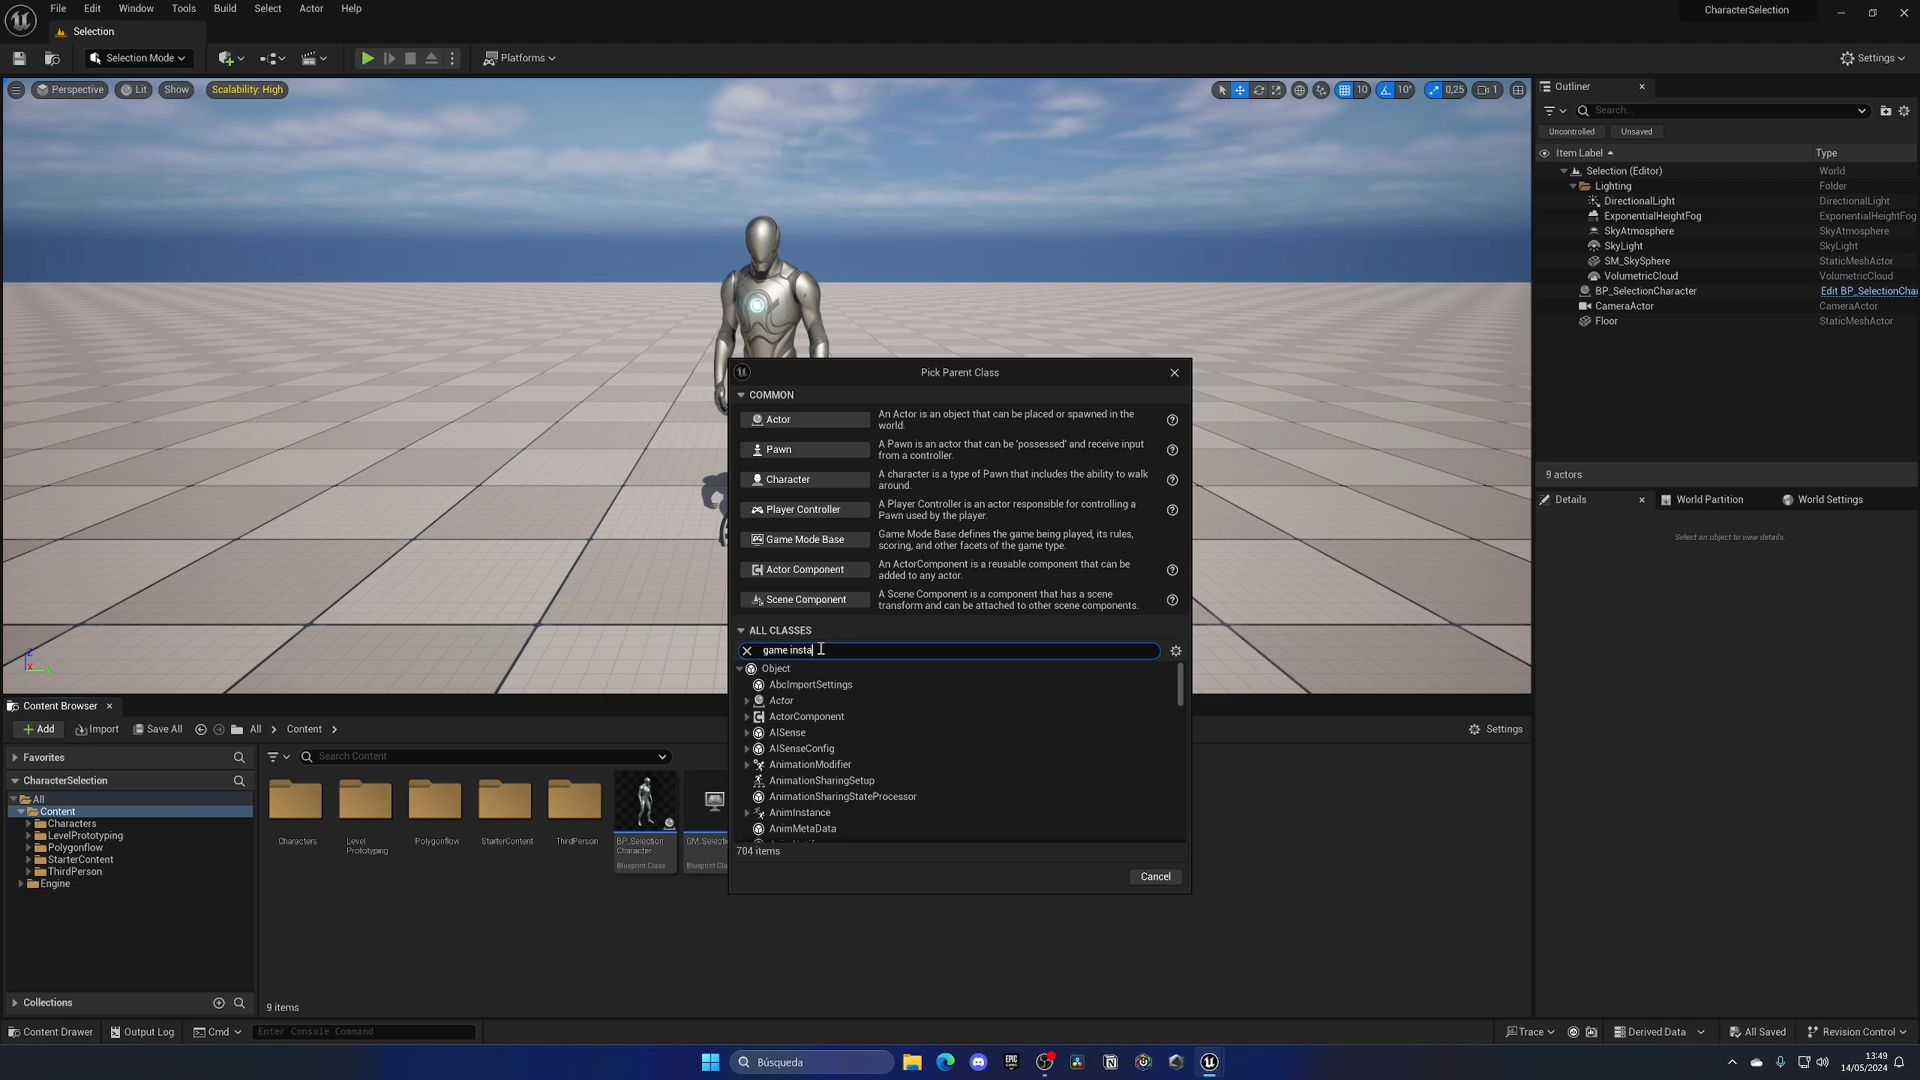 File Edit Window Tools Build Select Actor Help
CharacterSelection
Selection
Selection Mode
Platforms
Settings
Perspective Lit Show Scalability: High
10 10° 0,25 1
Outliner
Search...
Uncontrolled Unsaved
Item Label Type
Selection (Editor) World
Lighting Folder
DirectionalLight DirectionalLight
ExponentialHeightFog ExponentialHeightFog
SkyAtmosphere SkyAtmosphere
SkyLight SkyLight
SM_SkySphere StaticMeshActor
VolumetricCloud VolumetricCloud
BP_SelectionCharacter Edit BP_SelectionCha
CameraActor CameraActor
Floor StaticMeshActor
9 actors
Details World Partition World Settings
Select an object to view details.
Pick Parent Class
COMMON
Actor
An Actor is an object that can be placed or spawned in the
world.
Pawn
A Pawn is an actor that can be 'possessed' and receive input
from a controller.
Character
A character is a type of Pawn that includes the ability to walk
around.
Player Controller
A Player Controller is an actor responsible for controlling a
Pawn used by the player.
Game Mode Base
Game Mode Base defines the game being played, its rules,
scoring, and other facets of the game type.
Actor Component
An ActorComponent is a reusable component that can be
added to any actor.
Scene Component
A Scene Component is a component that has a scene
transform and can be attached to other scene components.
ALL CLASSES
game insta
Object
AbcImportSettings
Actor
ActorComponent
AISense
AISenseConfig
AnimationModifier
AnimationSharingSetup
AnimationSharingStateProcessor
AnimInstance
AnimMetaData
704 items
Cancel
Content Browser
Add Import Save All All Content
Settings
Favorites
Search Content
CharacterSelection
All
Content
Characters
LevelPrototyping
Polygonflow
StarterContent
ThirdPerson
Engine
Characters
Level
Prototyping
Polygonflow
StarterContent
ThirdPerson
BP_Selection
Character
Blueprint Class
GM_Selecti
Blueprint Clas
Collections
9 items
Content Drawer Output Log Cmd Enter Console Command
Trace Derived Data All Saved Revision Control
Búsqueda
13:49
14/05/2024